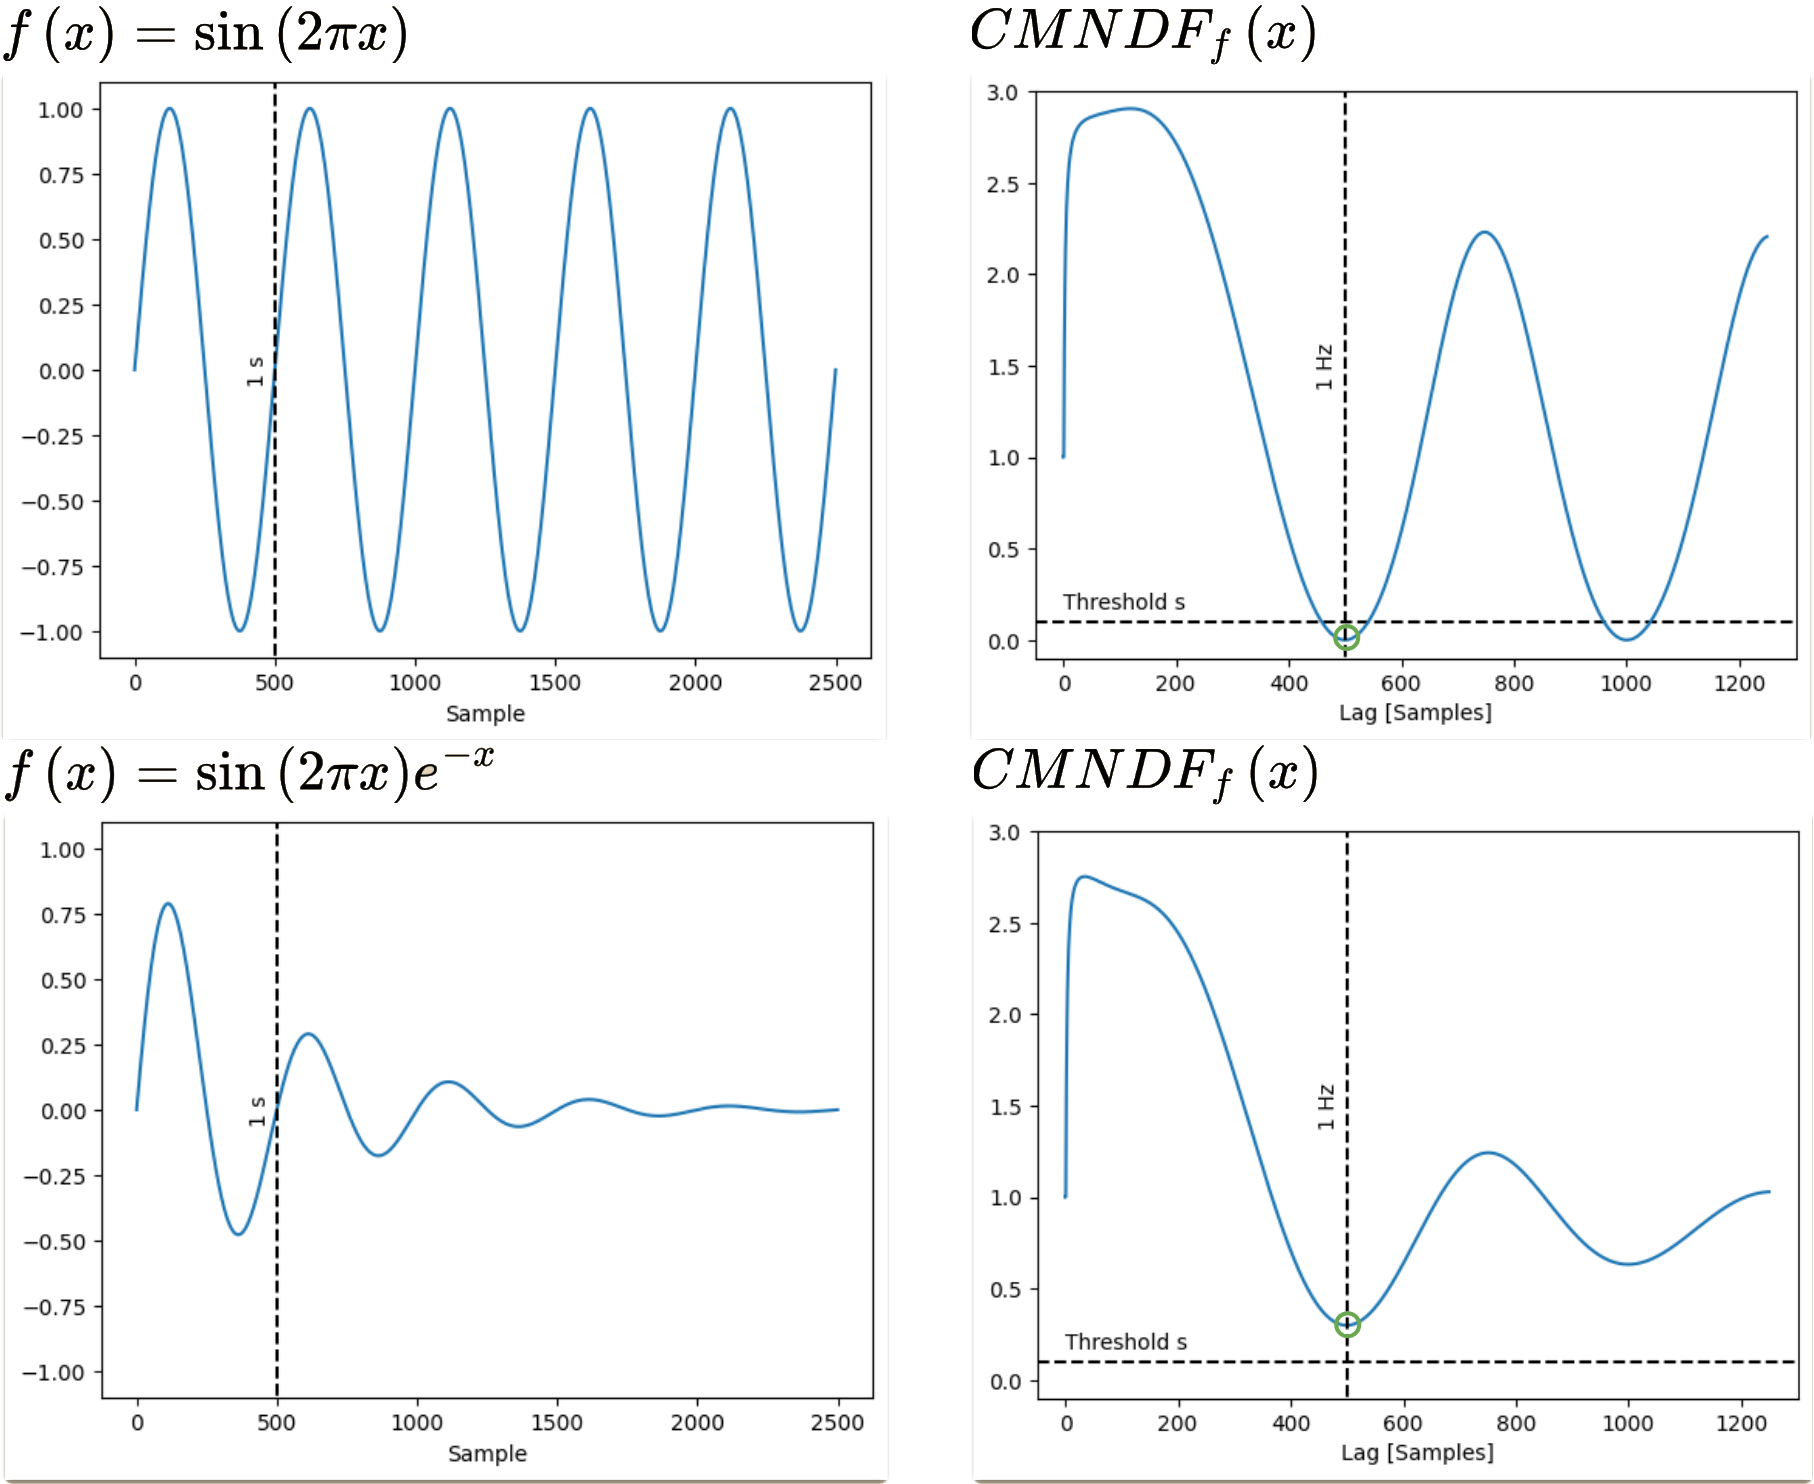 f (x) = sin (2πx)
CMNDF_f (x)
1.00
0.75
0.50
0.25
0.00
−0.25
−0.50
−0.75
−1.00
1 s
0 500 1000 1500 2000 2500
Sample
3.0
2.5
2.0
1.5
1.0
0.5
0.0
1 Hz
Threshold s
0 200 400 600 800 1000 1200
Lag [Samples]
f (x) = sin (2πx)e^{−x}
CMNDF_f (x)
1.00
0.75
0.50
0.25
0.00
−0.25
−0.50
−0.75
−1.00
1 s
0 500 1000 1500 2000 2500
Sample
3.0
2.5
2.0
1.5
1.0
0.5
0.0
1 Hz
Threshold s
0 200 400 600 800 1000 1200
Lag [Samples]